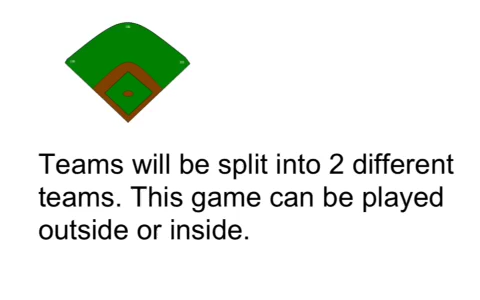 Teams will be split into 2 different
teams. This game can be played
outside or inside.